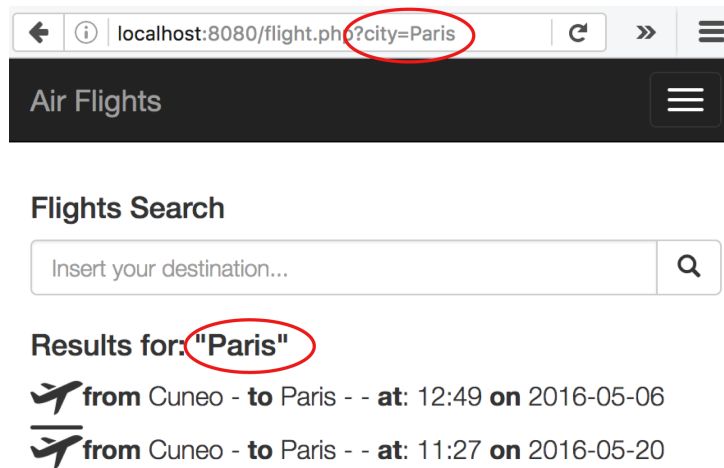 localhost:8080/flight.php?city=Paris
Air Flights
Flights Search
Insert your destination...
Results for: "Paris"
from Cuneo - to Paris - - at: 12:49 on 2016-05-06
from Cuneo - to Paris - - at: 11:27 on 2016-05-20